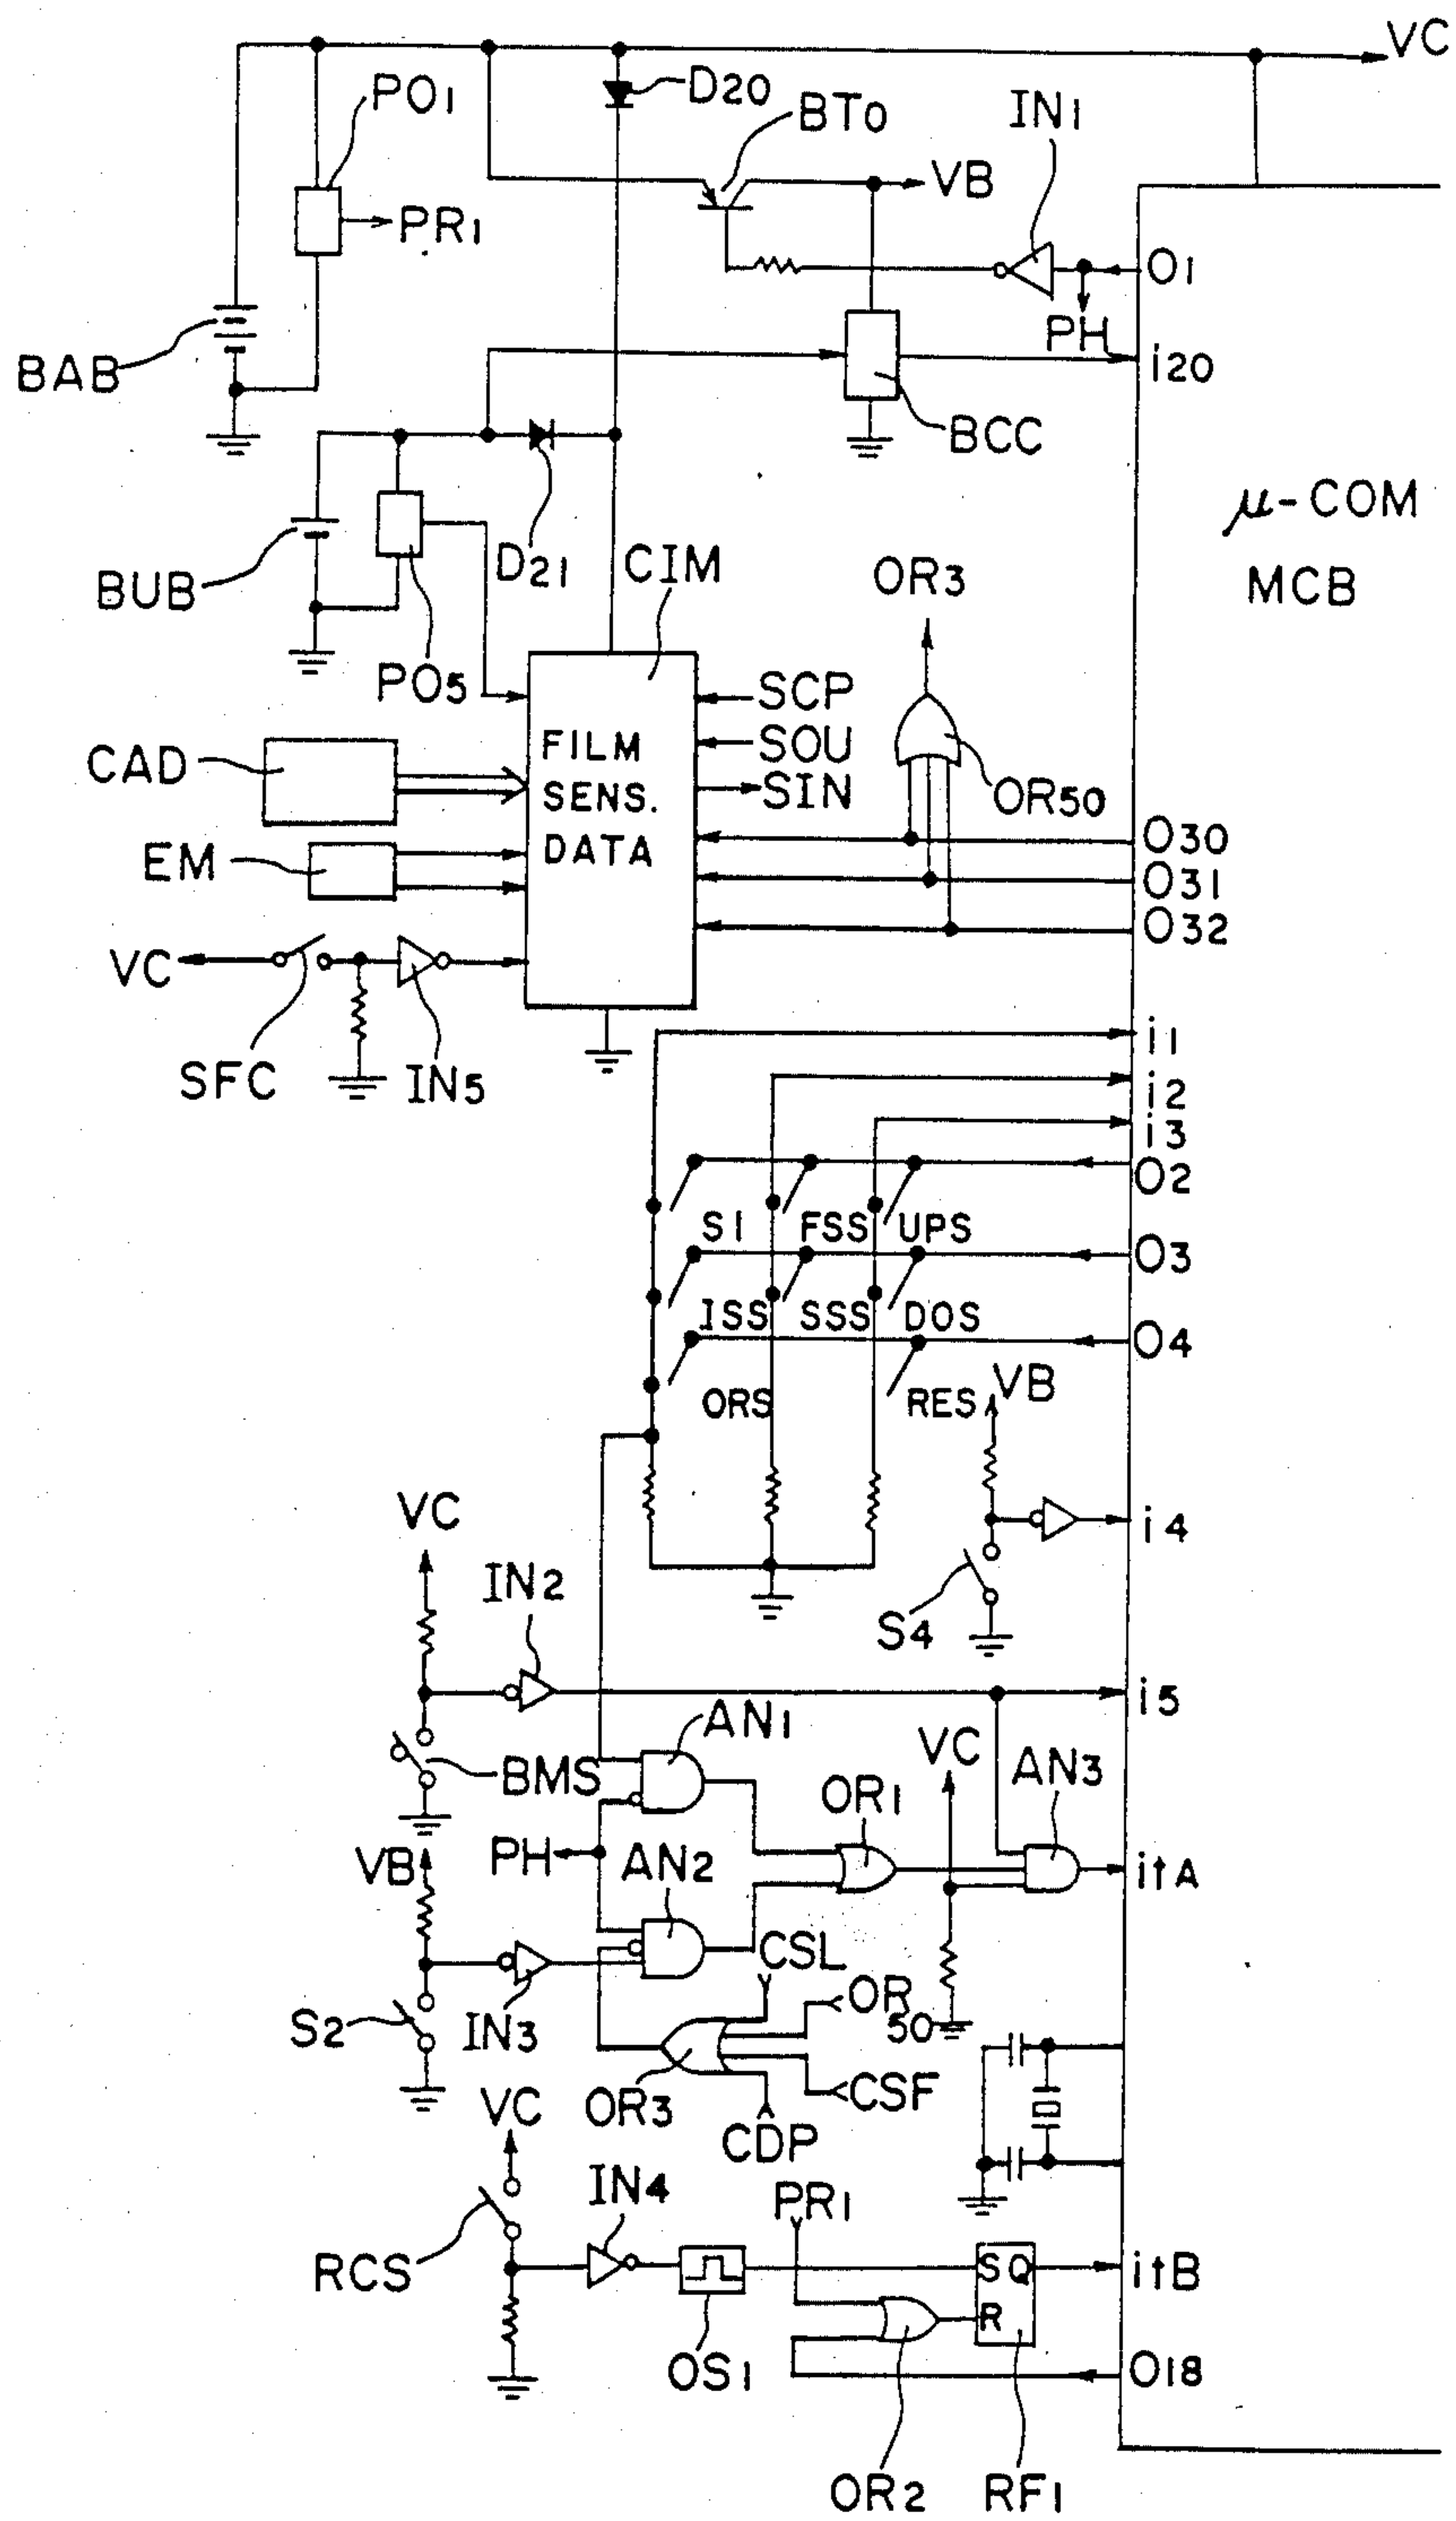 VC
D20
PO1
BTO
IN1
VB
PR1
O1
PH
BAB
i20
BCC
μ-COM
MCB
D21
CIM
OR3
BUB
PO5
SCP
FILM
SOU
CAD
SENS.
SIN
OR50
DATA
O30
EM
O31
O32
VC
i1
SFC
IN5
i2
i3
O2
S1
FSS
UPS
O3
ISS
SSS
DOS
O4
VB
ORS
RES
VC
i4
IN2
S4
i5
AN1
VC
AN3
BMS
OR1
PH
AN2
VB
itA
CSL
OR
50
S2
IN3
CSF
OR3
VC
CDP
IN4
PR1
RCS
S Q
itB
R
OS1
O18
OR2
RF1